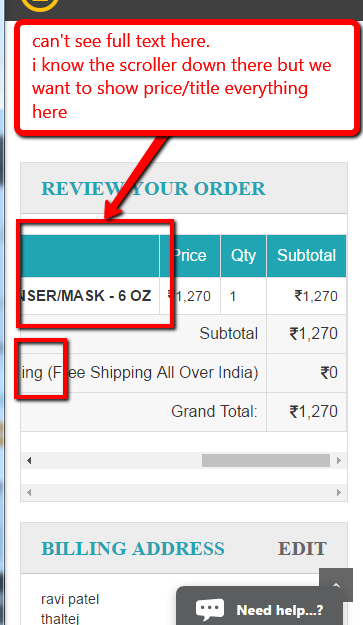 can't see full text here.
i know the scroller down there but we
want to show price/title everything
here
REVIEW YOUR ORDER
Price Qty Subtotal
NSER/MASK - 6 OZ ₹1,270 1 ₹1,270
Subtotal ₹1,270
ing (Free Shipping All Over India) ₹0
Grand Total: ₹1,270
BILLING ADDRESS EDIT
ravi patel
thaltej
Need help...?